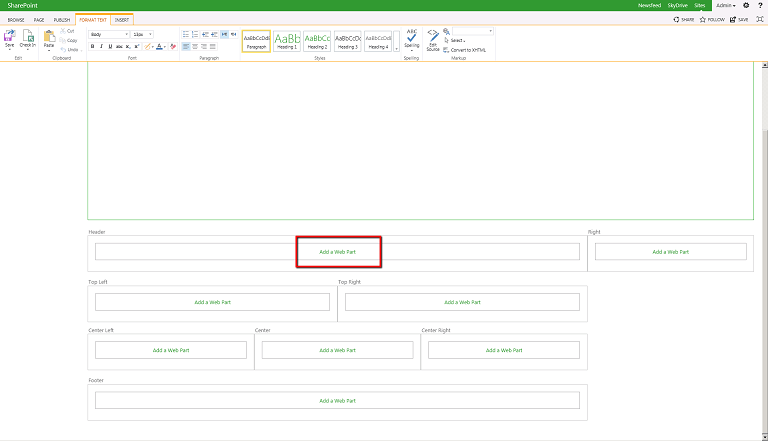 SharePoint Newsfeed SkyDrive Sites Admin
BROWSE PAGE PUBLISH FORMAT TEXT INSERT SHARE FOLLOW SAVE
Save Check In Paste Cut Copy Undo
Body 13px
B I U abc x₂ x²
AaBbCcDdI AaBb AaBbC AaBbCcDc AaBbCcDdI
Paragraph Heading 1 Heading 2 Heading 3 Heading 4
ABC
Spelling
Edit Source
Select
Convert to XHTML
Edit Clipboard Font Paragraph Styles Spelling Markup
Header Right
Add a Web Part Add a Web Part
Top Left Top Right
Add a Web Part Add a Web Part
Center Left Center Center Right
Add a Web Part Add a Web Part Add a Web Part
Footer
Add a Web Part